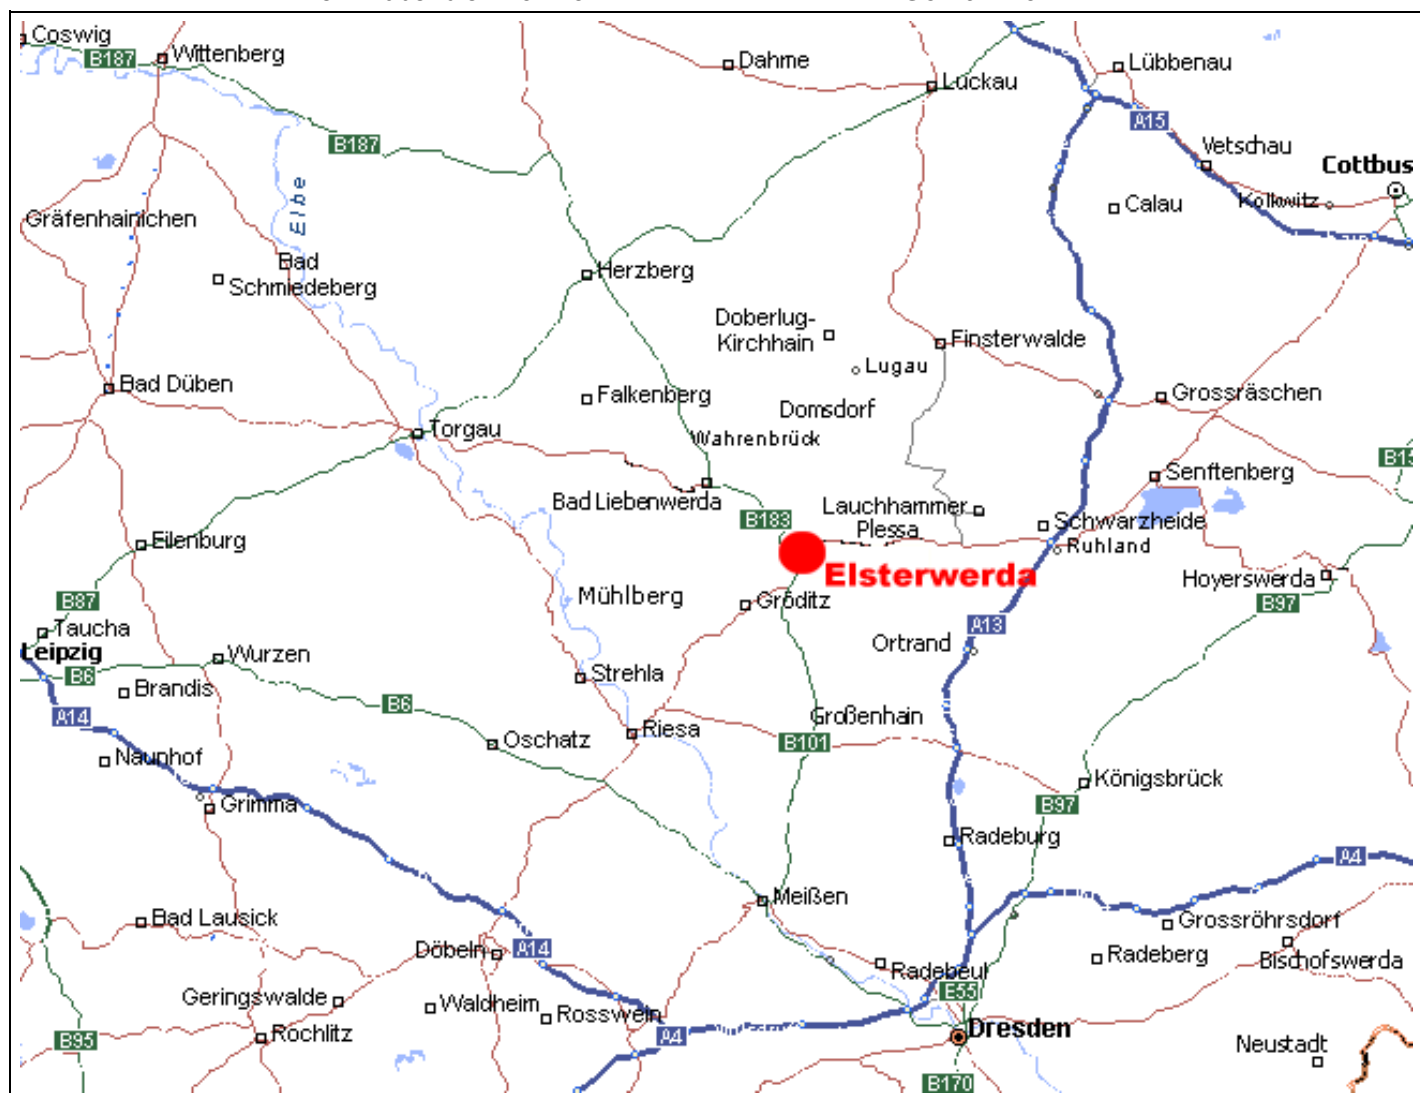 Coswig
B187
Wittenberg
Dahme
Luckau
Lübbenau
A15
B187
Vetschau
Cottbus
Kolkwitz
Calau
Elbe
Gräfenhainichen
Bad
Schmiedeberg
Herzberg
Doberlug-
Kirchhain
Finsterwalde
Lugau
Bad Düben
Falkenberg
Domsdorf
Grossräschen
Torgau
Wahrenbrück
Senftenberg
Bad Liebenwerda
B183
Lauchhammer
Plessa
Schwarzheide
Ruhland
Eilenburg
Elsterwerda
Hoyerswerda
B97
B87
Mühlberg
Gröditz
Taucha
A13
Leipzig
Wurzen
Ortrand
B6
Brandis
Strehla
B6
A14
Großenhain
Riesa
Oschatz
B101
Naunhof
Königsbrück
Grimma
B97
Radeburg
A4
Meißen
Bad Lausick
Grossröhrsdorf
Döbeln
A14
Radebeul
Radeberg
Bischofswerda
E55
Geringswalde
Waldheim
Rosswein
Rochlitz
B95
A4
Dresden
Neustadt
B170